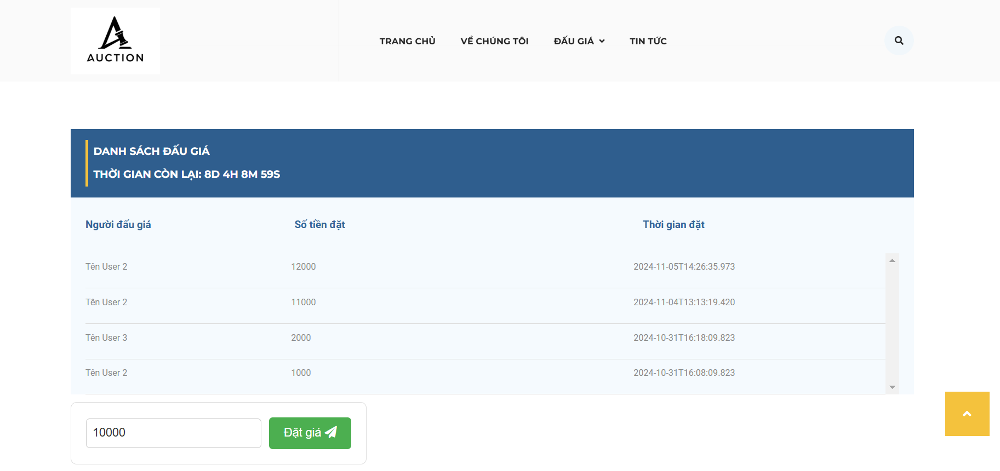 AUCTION
TRANG CHỦ VỀ CHÚNG TÔI ĐẤU GIÁ TIN TỨC
DANH SÁCH ĐẤU GIÁ
THỜI GIAN CÒN LẠI: 8D 4H 8M 59S
Người đấu giá Số tiền đặt Thời gian đặt
Tên User 2 12000 2024-11-05T14:26:35.973
Tên User 2 11000 2024-11-04T13:13:19.420
Tên User 3 2000 2024-10-31T16:18:09.823
Tên User 2 1000 2024-10-31T16:08:09.823
10000 Đặt giá